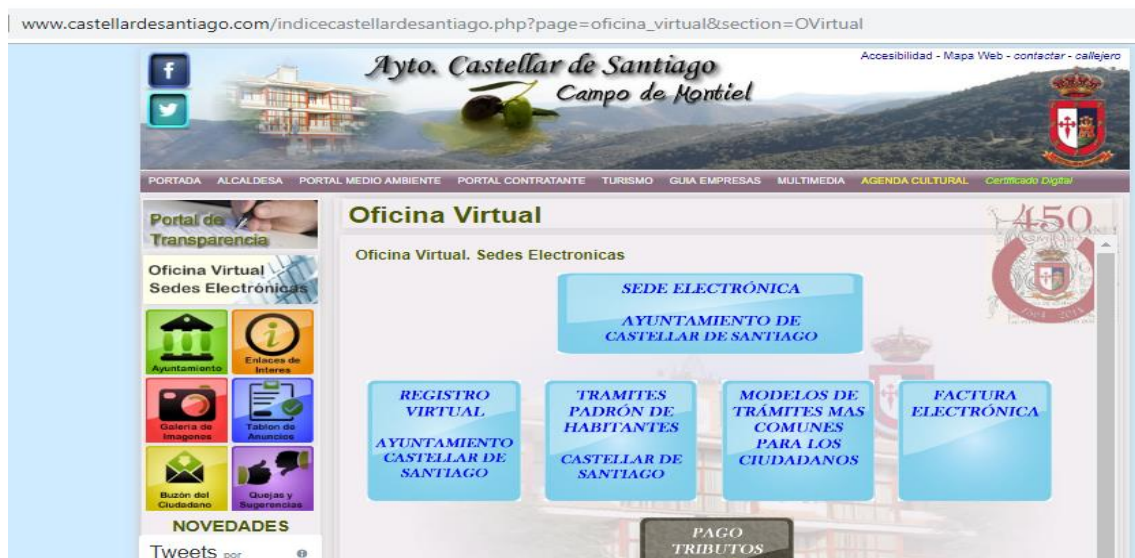 www.castellardesantiago.com/indicecastellardesantiago.php?page=oficina_virtual&section=OVirtual
Accesibilidad - Mapa Web - contactar - callejero
Ayto. Castellar de Santiago
Campo de Montiel
PORTADA ALCALDESA PORTAL MEDIO AMBIENTE PORTAL CONTRATANTE TURISMO GUIA EMPRESAS MULTIMEDIA AGENDA CULTURAL Certificado Digital
Portal de
Transparencia
Oficina Virtual
Sedes Electrónicas
Ayuntamiento
Enlaces de
Interes
Galeria de
Imagenes
Tablon de
Anuncios
Buzón del
Ciudadano
Quejas y
Sugerencias
NOVEDADES
Tweets por
Oficina Virtual
450
Oficina Virtual. Sedes Electronicas
SEDE ELECTRÓNICA
AYUNTAMIENTO DE
CASTELLAR DE SANTIAGO
REGISTRO
VIRTUAL
AYUNTAMIENTO
CASTELLAR DE
SANTIAGO
TRAMITES
PADRÓN DE
HABITANTES
CASTELLAR DE
SANTIAGO
MODELOS DE
TRÁMITES MAS
COMUNES
PARA LOS
CIUDADANOS
FACTURA
ELECTRÓNICA
PAGO
TRIBUTOS